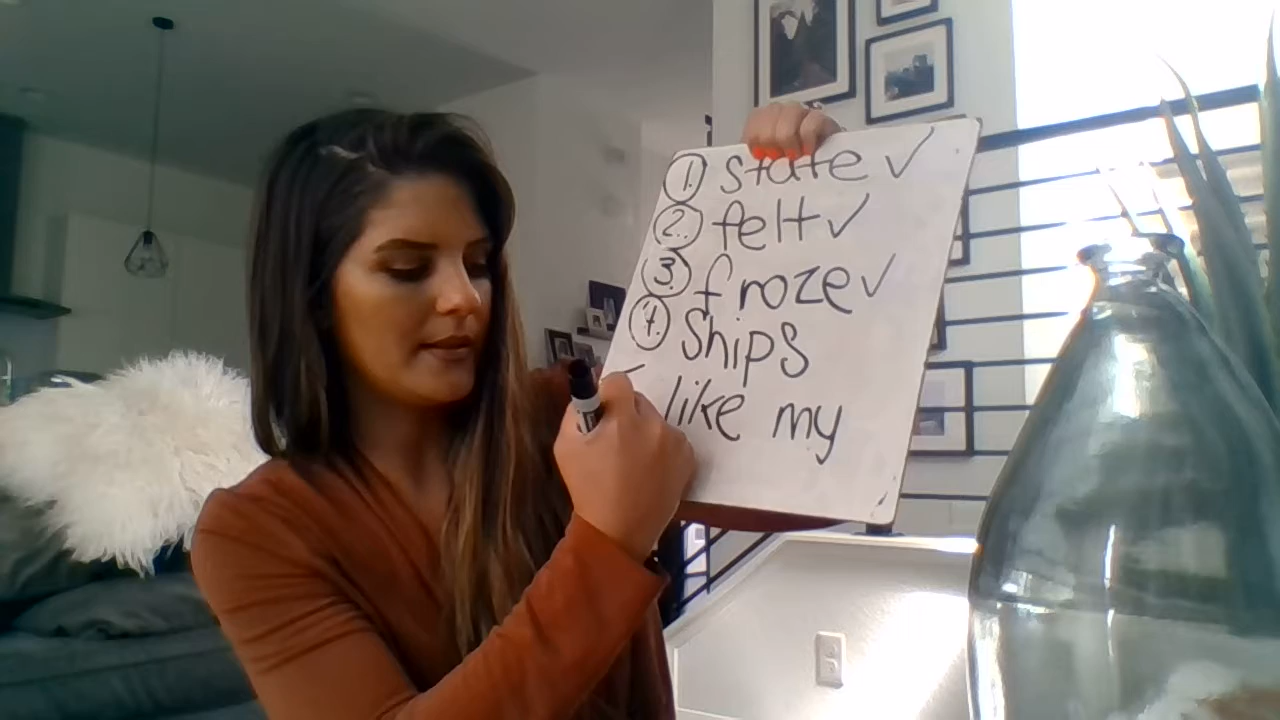 1. state ✓
2. felt ✓
3. froze ✓
4. Ships
like my